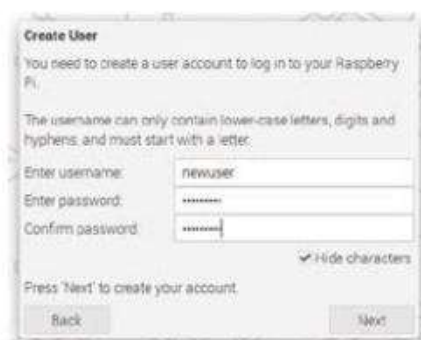 Create User
You need to create a user account to log in to your Raspberry
Pi.
The username can only contain lower-case letters, digits and
hyphens, and must start with a letter.
Enter username: newuser
Enter password: ••••••••
Confirm password: ••••••••
✔ Hide characters
Press 'Next' to create your account.
Back Next